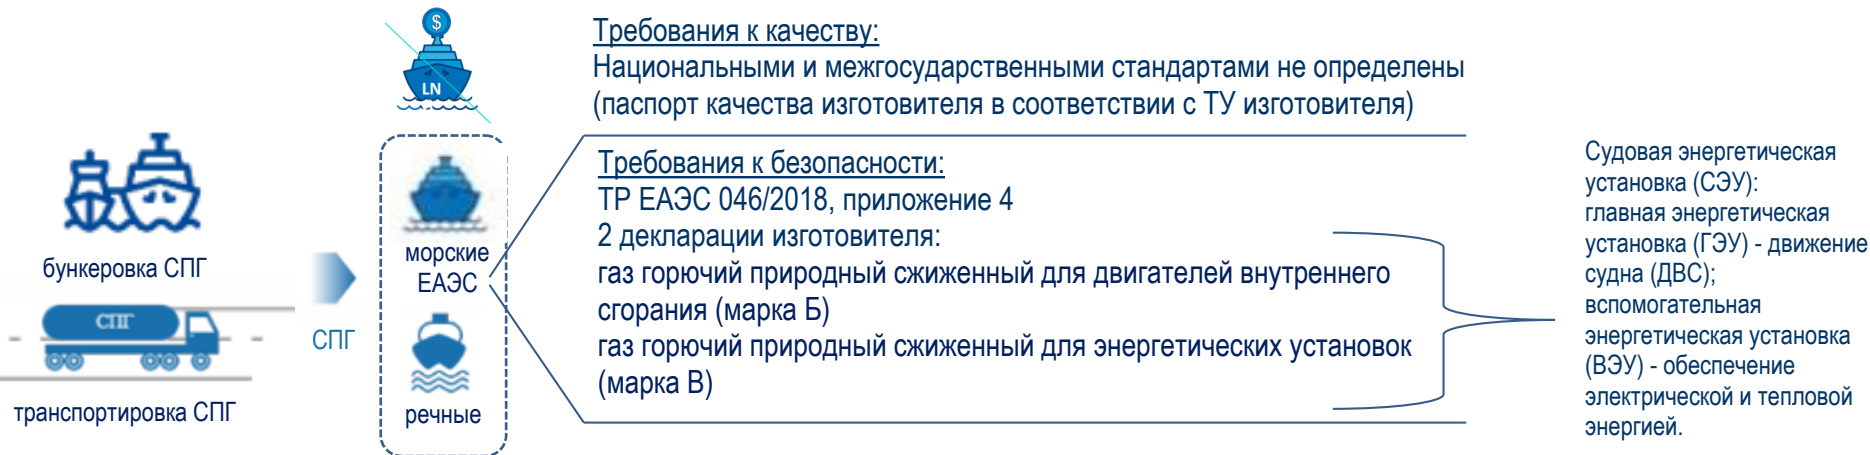 бункеровка СПГ
СПГ
транспортировка СПГ
СПГ
$
LN
морские
ЕАЭС
речные
Требования к качеству:
Национальными и межгосударственными стандартами не определены
(паспорт качества изготовителя в соответствии с ТУ изготовителя)
Требования к безопасности:
ТР ЕАЭС 046/2018, приложение 4
2 декларации изготовителя:
газ горючий природный сжиженный для двигателей внутреннего
сгорания (марка Б)
газ горючий природный сжиженный для энергетических установок
(марка В)
Судовая энергетическая
установка (СЭУ):
главная энергетическая
установка (ГЭУ) - движение
судна (ДВС);
вспомогательная
энергетическая установка
(ВЭУ) - обеспечение
электрической и тепловой
энергией.